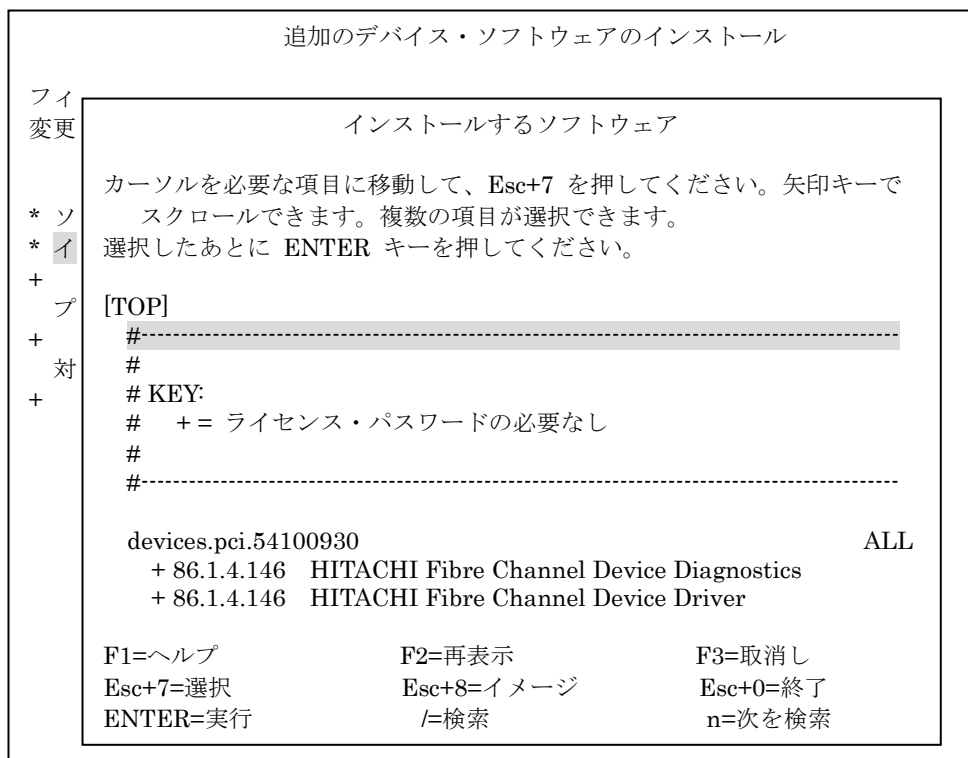 追加のデバイス・ソフトウェアのインストール
フィ
変更
インストールするソフトウェア
カーソルを必要な項目に移動して、Esc+7 を押してください。矢印キーで
* ソ
スクロールできます。複数の項目が選択できます。
* イ
選択したあとに ENTER キーを押してください。
+
プ
[TOP]
+
#-----------------------------------------------------------------------------------------------
対
#
+
# KEY:
# + = ライセンス・パスワードの必要なし
#
#-----------------------------------------------------------------------------------------------
devices.pci.54100930 ALL
+ 86.1.4.146 HITACHI Fibre Channel Device Diagnostics
+ 86.1.4.146 HITACHI Fibre Channel Device Driver
F1=ヘルプ F2=再表示 F3=取消し
Esc+7=選択 Esc+8=イメージ Esc+0=終了
ENTER=実行 /=検索 n=次を検索